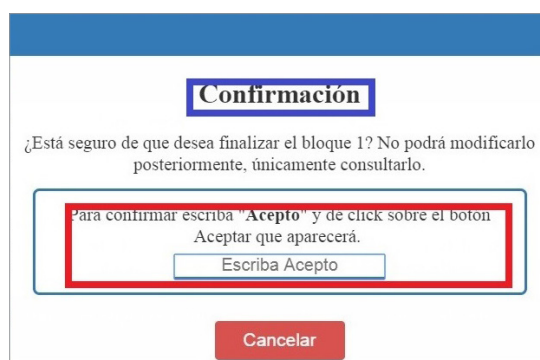 Confirmación
¿Está seguro de que desea finalizar el bloque 1? No podrá modificarlo
posteriormente, únicamente consultarlo.
Para confirmar escriba "Acepto" y de click sobre el botón
Aceptar que aparecerá.
Escriba Acepto
Cancelar